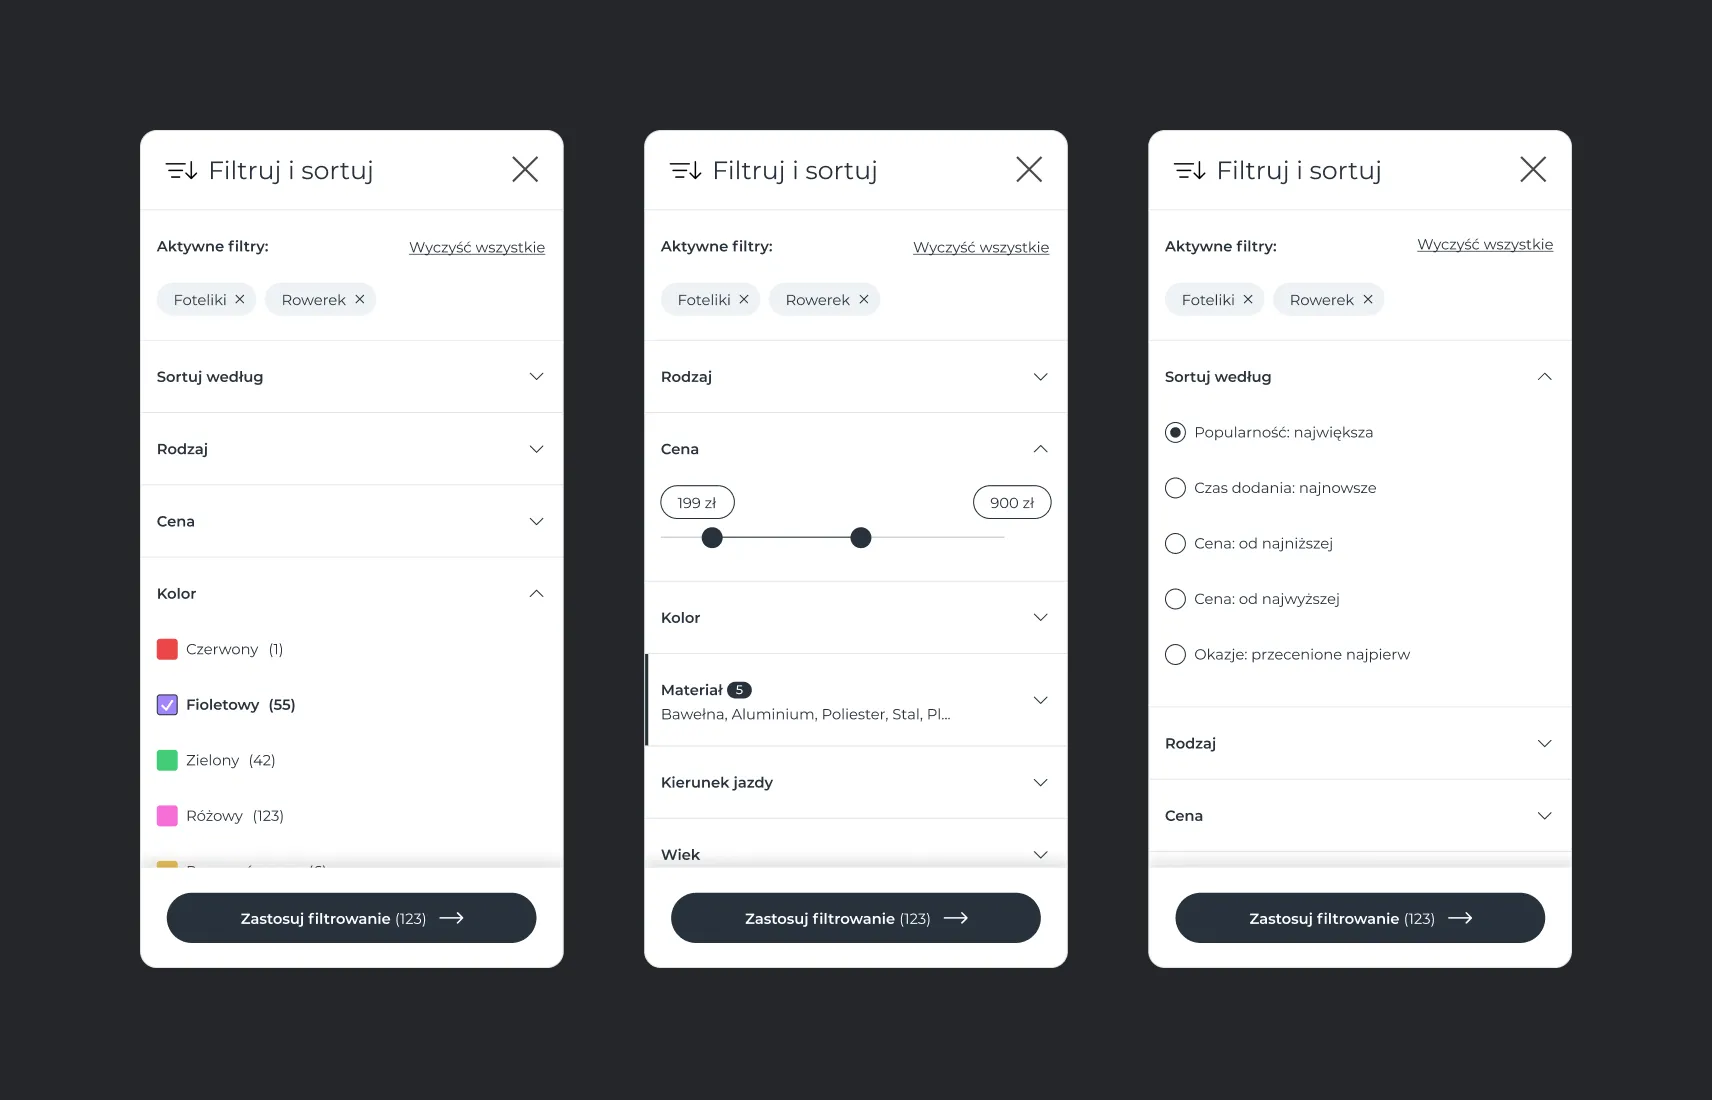 Filtruj i sortuj
Aktywne filtry:
Wyczyść wszystkie
Foteliki
Rowerek
Sortuj według
Rodzaj
Cena
Kolor
Czerwony (1)
Fioletowy (55)
Zielony (42)
Różowy (123)
Zastosuj filtrowanie (123)
Filtruj i sortuj
Aktywne filtry:
Wyczyść wszystkie
Foteliki
Rowerek
Rodzaj
Cena
199 zł
900 zł
Kolor
Materiał 5
Bawełna, Aluminium, Poliester, Stal, Pl...
Kierunek jazdy
Wiek
Zastosuj filtrowanie (123)
Filtruj i sortuj
Aktywne filtry:
Wyczyść wszystkie
Foteliki
Rowerek
Sortuj według
Popularność: największa
Czas dodania: najnowsze
Cena: od najniższej
Cena: od najwyższej
Okazje: przecenione najpierw
Rodzaj
Cena
Zastosuj filtrowanie (123)